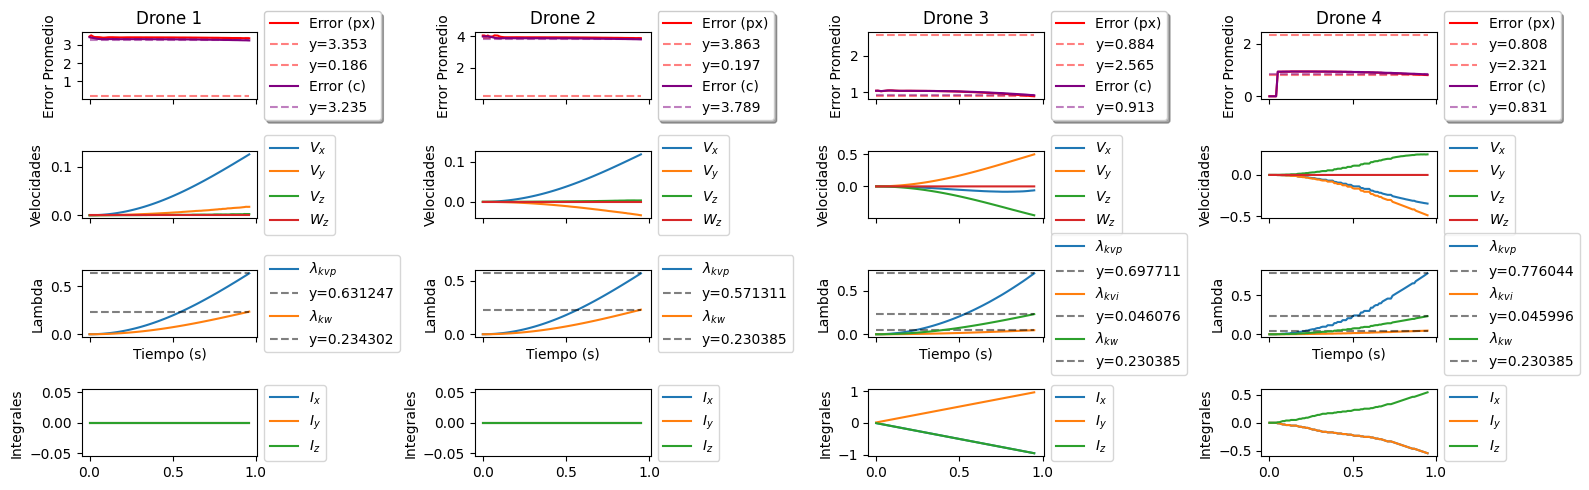 Drone 1
Error Promedio
3
2
1
Error (px)
y=3.353
y=0.186
Error (c)
y=3.235
Drone 2
Error Promedio
4
2
Error (px)
y=3.863
y=0.197
Error (c)
y=3.789
Drone 3
Error Promedio
2
1
Error (px)
y=0.884
y=2.565
Error (c)
y=0.913
Drone 4
Error Promedio
2
0
Error (px)
y=0.808
y=2.321
Error (c)
y=0.831
Velocidades
0.1
0.0
V_x
V_y
V_z
W_z
Velocidades
0.1
0.0
V_x
V_y
V_z
W_z
Velocidades
0.5
0.0
V_x
V_y
V_z
W_z
Velocidades
0.0
−0.5
V_x
V_y
V_z
W_z
Lambda
0.5
0.0
Tiempo (s)
λ_kvp
y=0.631247
λ_kw
y=0.234302
Lambda
0.5
0.0
Tiempo (s)
λ_kvp
y=0.571311
λ_kw
y=0.230385
Lambda
0.5
0.0
Tiempo (s)
λ_kvp
y=0.697711
λ_kvi
y=0.046076
λ_kw
y=0.230385
Lambda
0.5
0.0
Tiempo (s)
λ_kvp
y=0.776044
λ_kvi
y=0.045996
λ_kw
y=0.230385
Integrales
0.05
0.00
−0.05
0.0 0.5 1.0
I_x
I_y
I_z
Integrales
0.05
0.00
−0.05
0.0 0.5 1.0
I_x
I_y
I_z
Integrales
1
0
−1
0.0 0.5 1.0
I_x
I_y
I_z
Integrales
0.5
0.0
−0.5
0.0 0.5 1.0
I_x
I_y
I_z